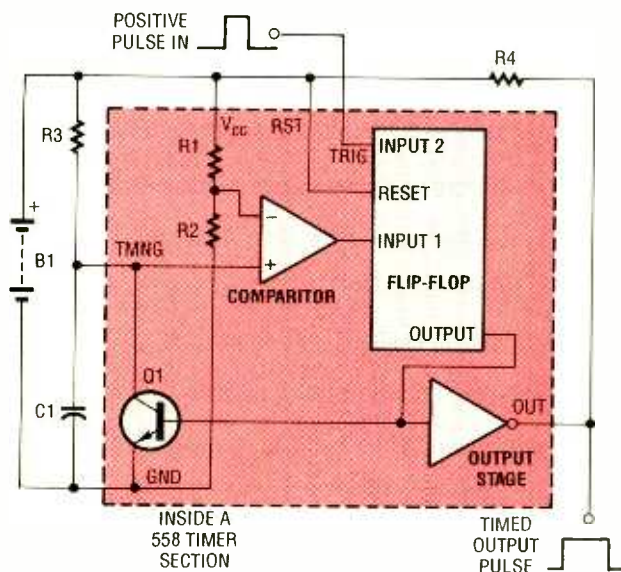 POSITIVE
PULSE IN
R4
R3
VCC
RST
R1
TRIG
INPUT 2
RESET
R2
INPUT 1
+
B1
TMNG
−
+
COMPARITOR
FLIP-FLOP
OUTPUT
Q1
C1
OUT
GND
OUTPUT
STAGE
INSIDE A
558 TIMER
SECTION
TIMED
OUTPUT
PULSE